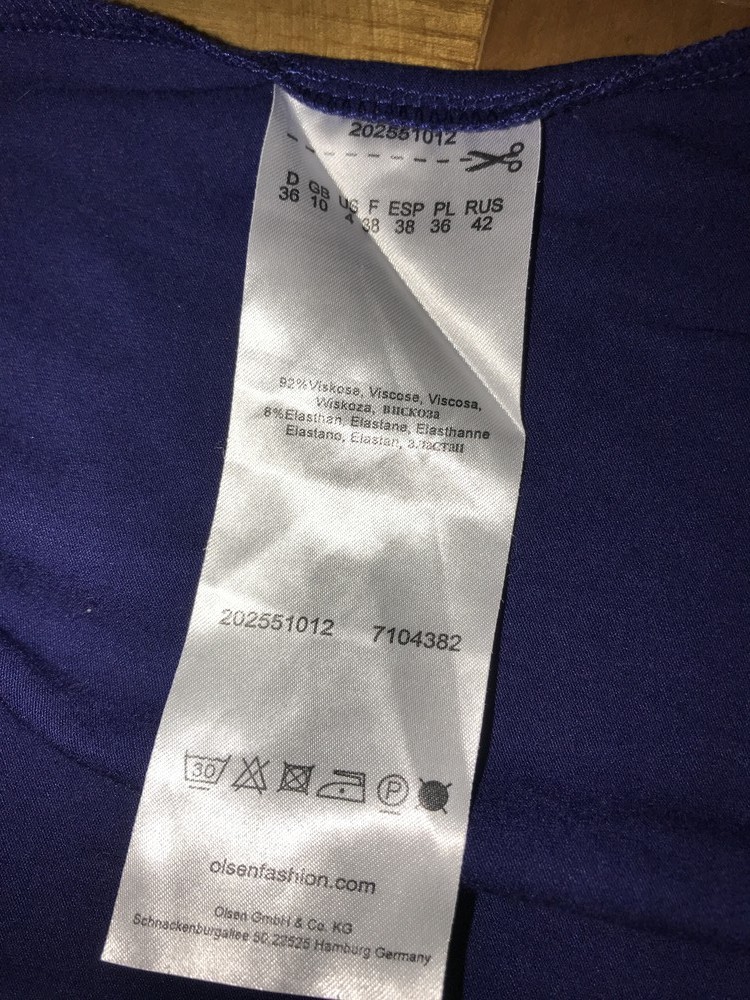 202551012
D GB US F ESP PL RUS
36 10 4 38 38 36 42
92%Viskose, Viscose, Viscosa,
Wiskoza, вискоза
8%Elasthan, Elastane, Elasthanne
Elastano, Elastan, эластан
202551012 7104382
30 P
olsenfashion.com
Olsen GmbH & Co. KG
Schnackenburgallee 50, 22525 Hamburg Germany